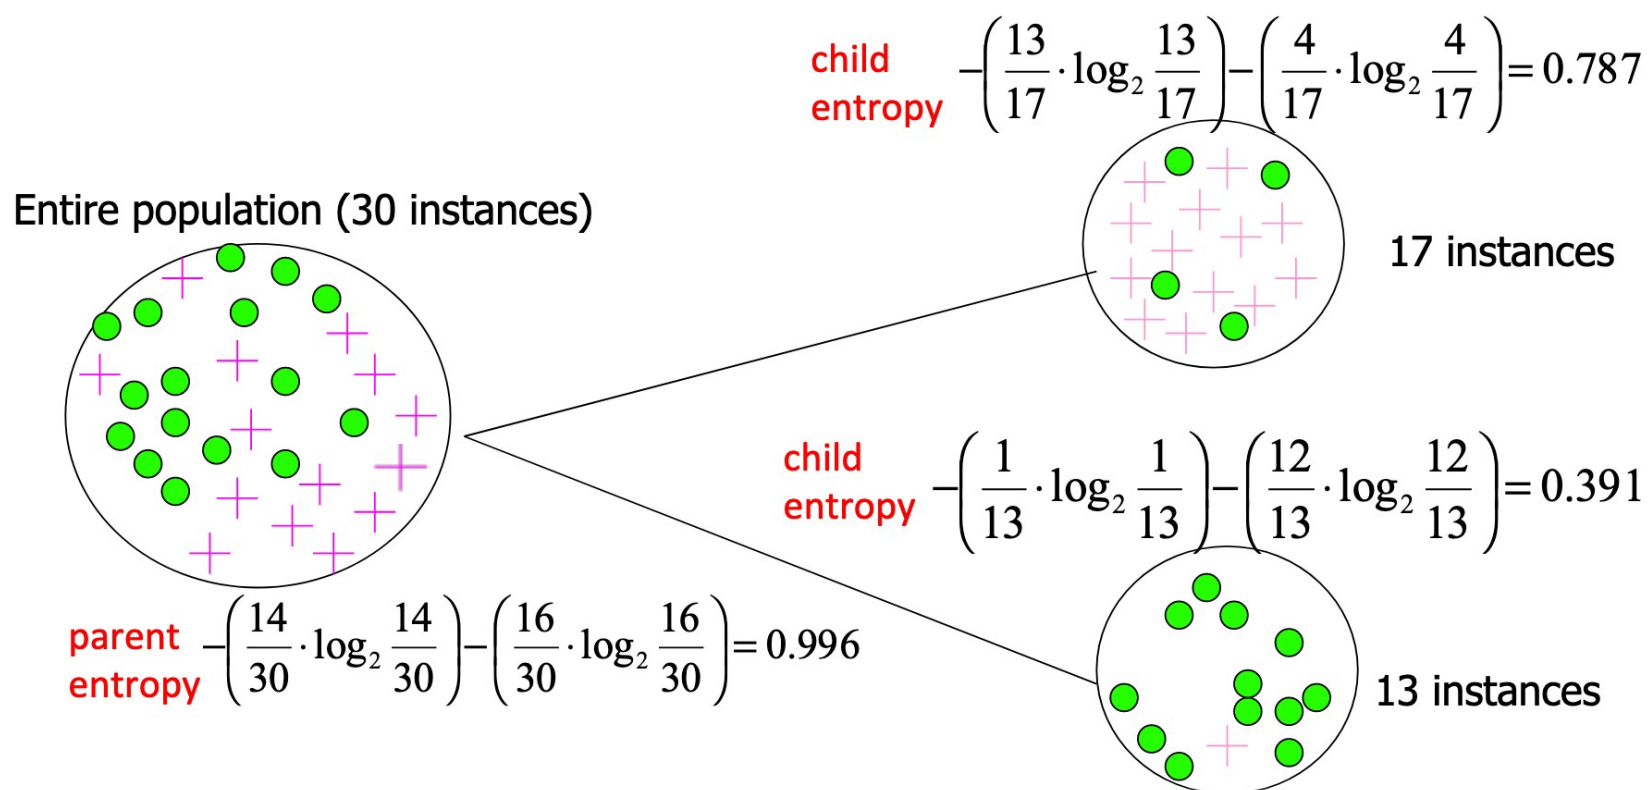 child entropy −(13/17 · log₂ 13/17) − (4/17 · log₂ 4/17) = 0.787
Entire population (30 instances)
17 instances
child entropy −(1/13 · log₂ 1/13) − (12/13 · log₂ 12/13) = 0.391
parent entropy −(14/30 · log₂ 14/30) − (16/30 · log₂ 16/30) = 0.996
13 instances